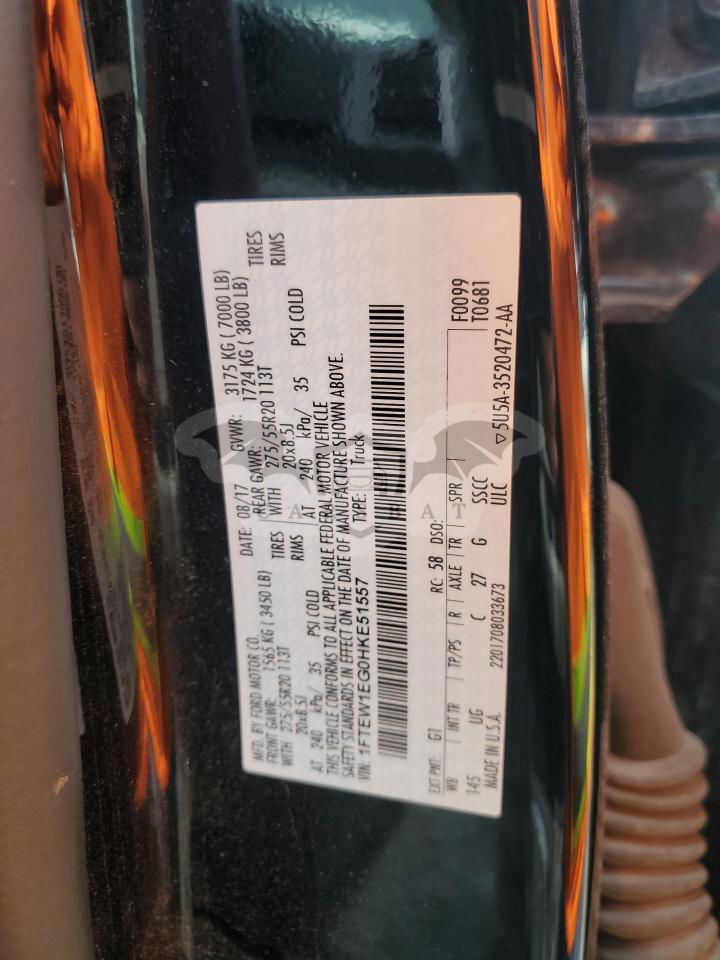 MFD. BY FORD MOTOR CO.
DATE: 08/17 GVWR: 3175 KG ( 7000 LB)
FRONT GAWR: 1565 KG ( 3450 LB) REAR GAWR: 1724 KG ( 3800 LB)
WITH 275/55R20 113T TIRES WITH 275/55R20 113T TIRES
20x8.5J RIMS 20x8.5J RIMS
AT 240 kPa/ 35 PSI COLD AT 240 kPa/ 35 PSI COLD
THIS VEHICLE CONFORMS TO ALL APPLICABLE FEDERAL MOTOR VEHICLE
SAFETY STANDARDS IN EFFECT ON THE DATE OF MANUFACTURE SHOWN ABOVE.
VIN: 1FTEW1EG0HKE51557 TYPE: Truck
EXT PNT: G1 RC: 58 DSO: F0099
WB INT TR TP/PS R AXLE TR SPR T0681
145 UG C 27 G SSCC
MADE IN U.S.A. 2201708033673 ULC ▽5U5A-3520472-AA